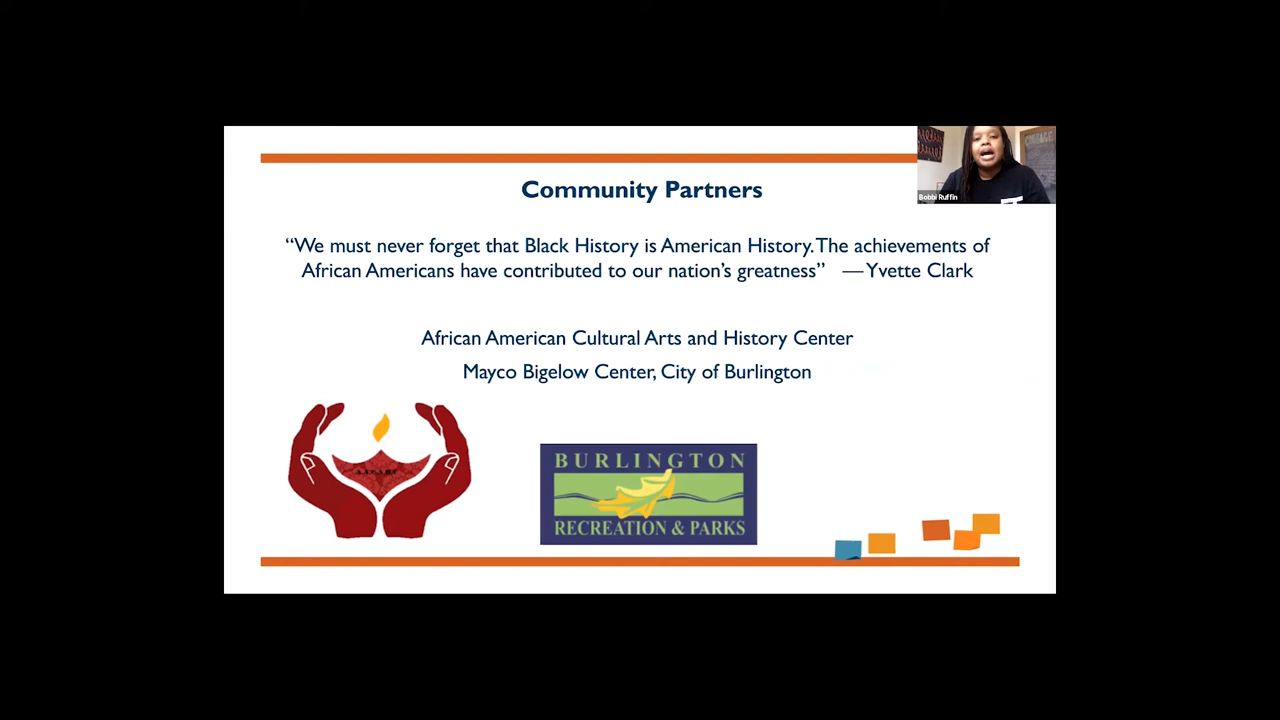 Community Partners
Bobbi Ruffin
“We must never forget that Black History is American History. The achievements of
African Americans have contributed to our nation’s greatness” — Yvette Clark
African American Cultural Arts and History Center
Mayco Bigelow Center, City of Burlington
BURLINGTON
RECREATION & PARKS